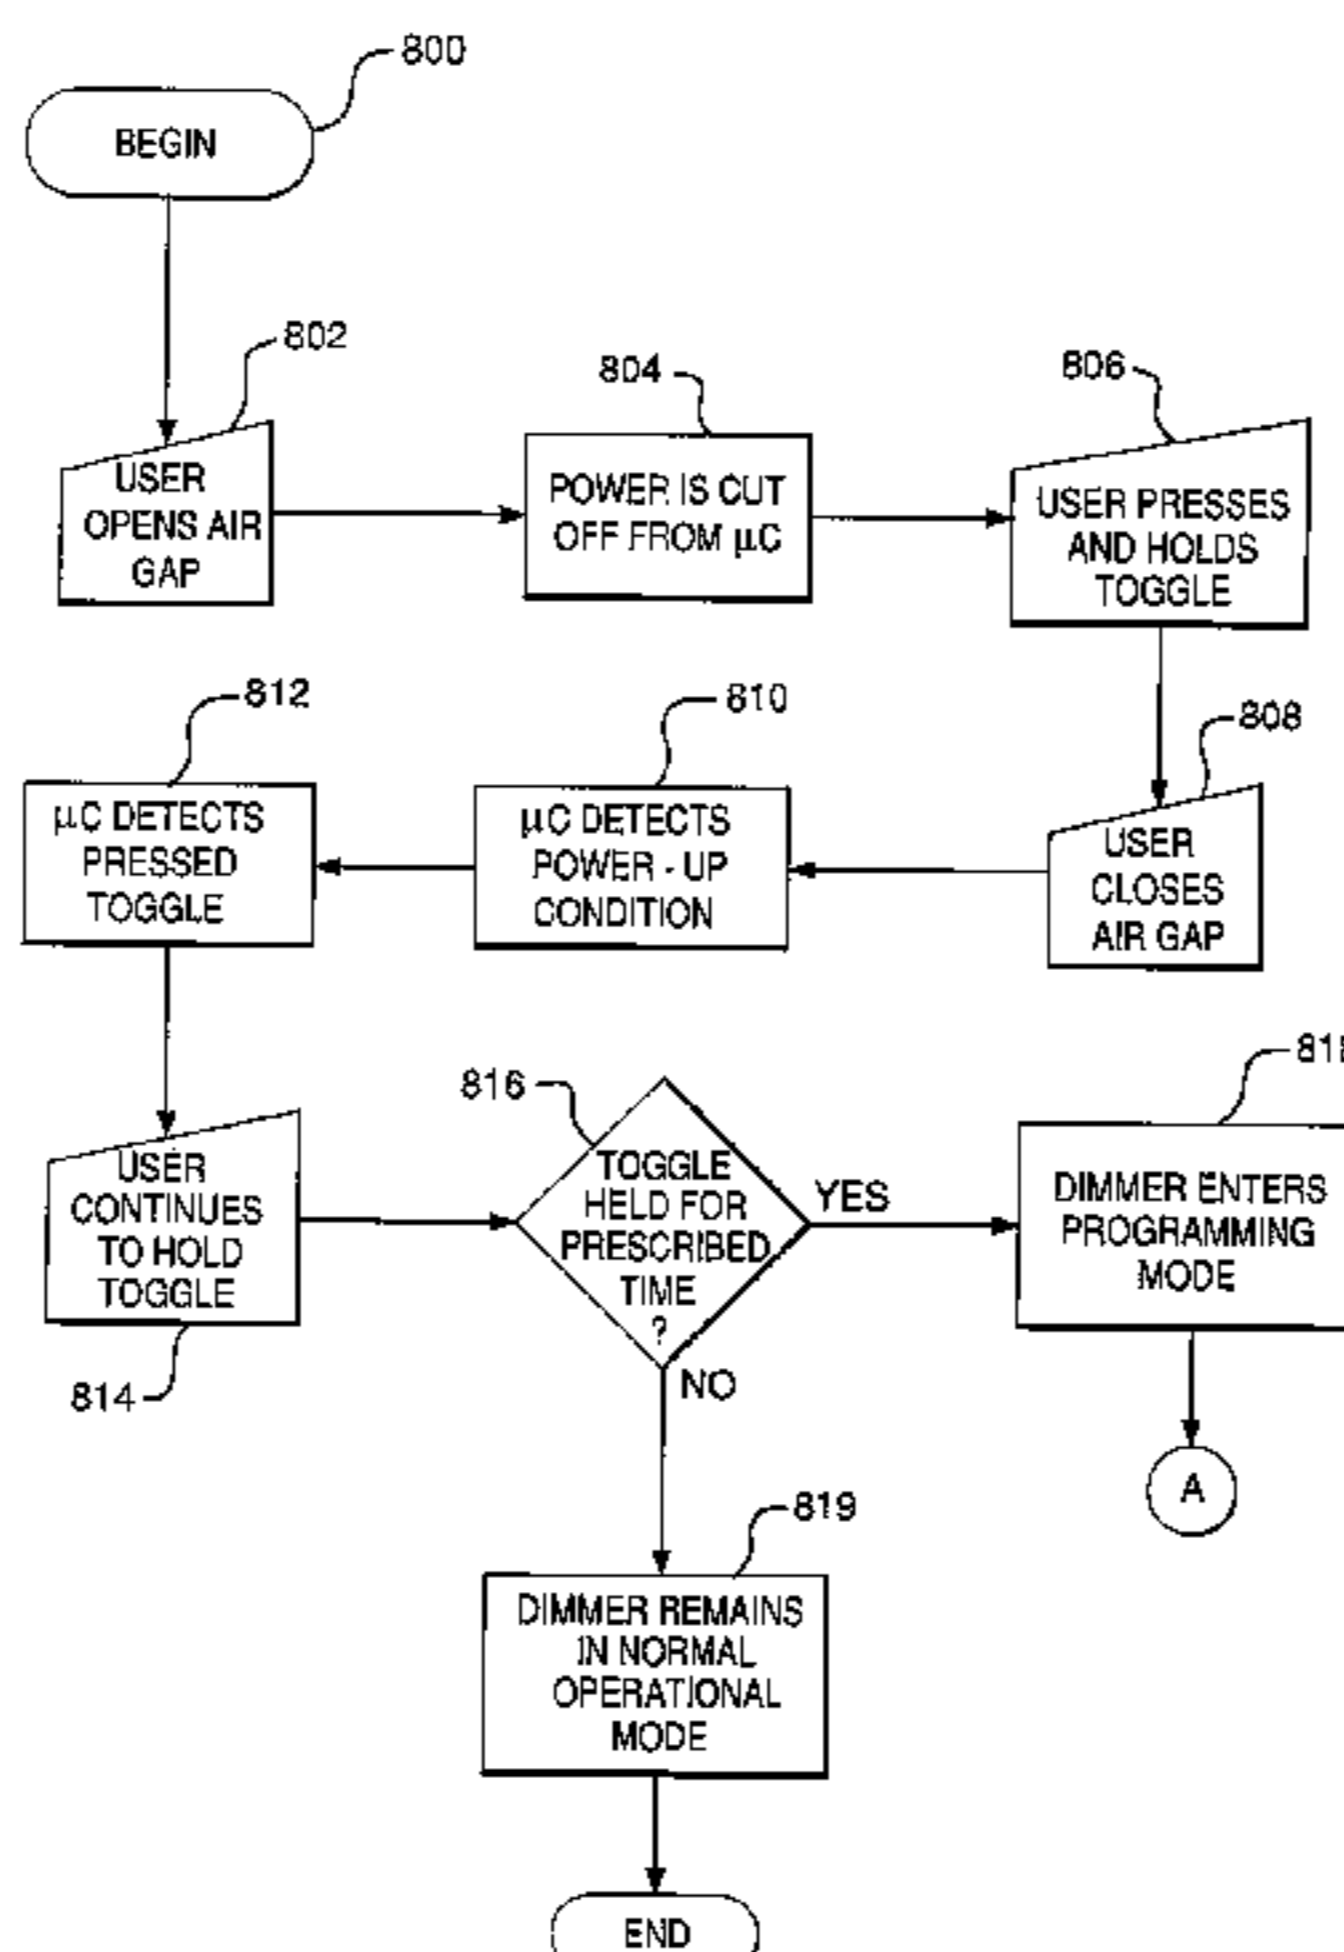 800
BEGIN
802
804
806
USER
OPENS AIR
GAP
POWER IS CUT
OFF FROM µC
USER PRESSES
AND HOLDS
TOGGLE
812
810
808
µC DETECTS
PRESSED
TOGGLE
µC DETECTS
POWER - UP
CONDITION
USER
CLOSES
AIR GAP
816
USER
CONTINUES
TO HOLD
TOGGLE
814
TOGGLE
HELD FOR
PRESCRIBED
TIME
?
YES
NO
DIMMER ENTERS
PROGRAMMING
MODE
A
819
DIMMER REMAINS
IN NORMAL
OPERATIONAL
MODE
END